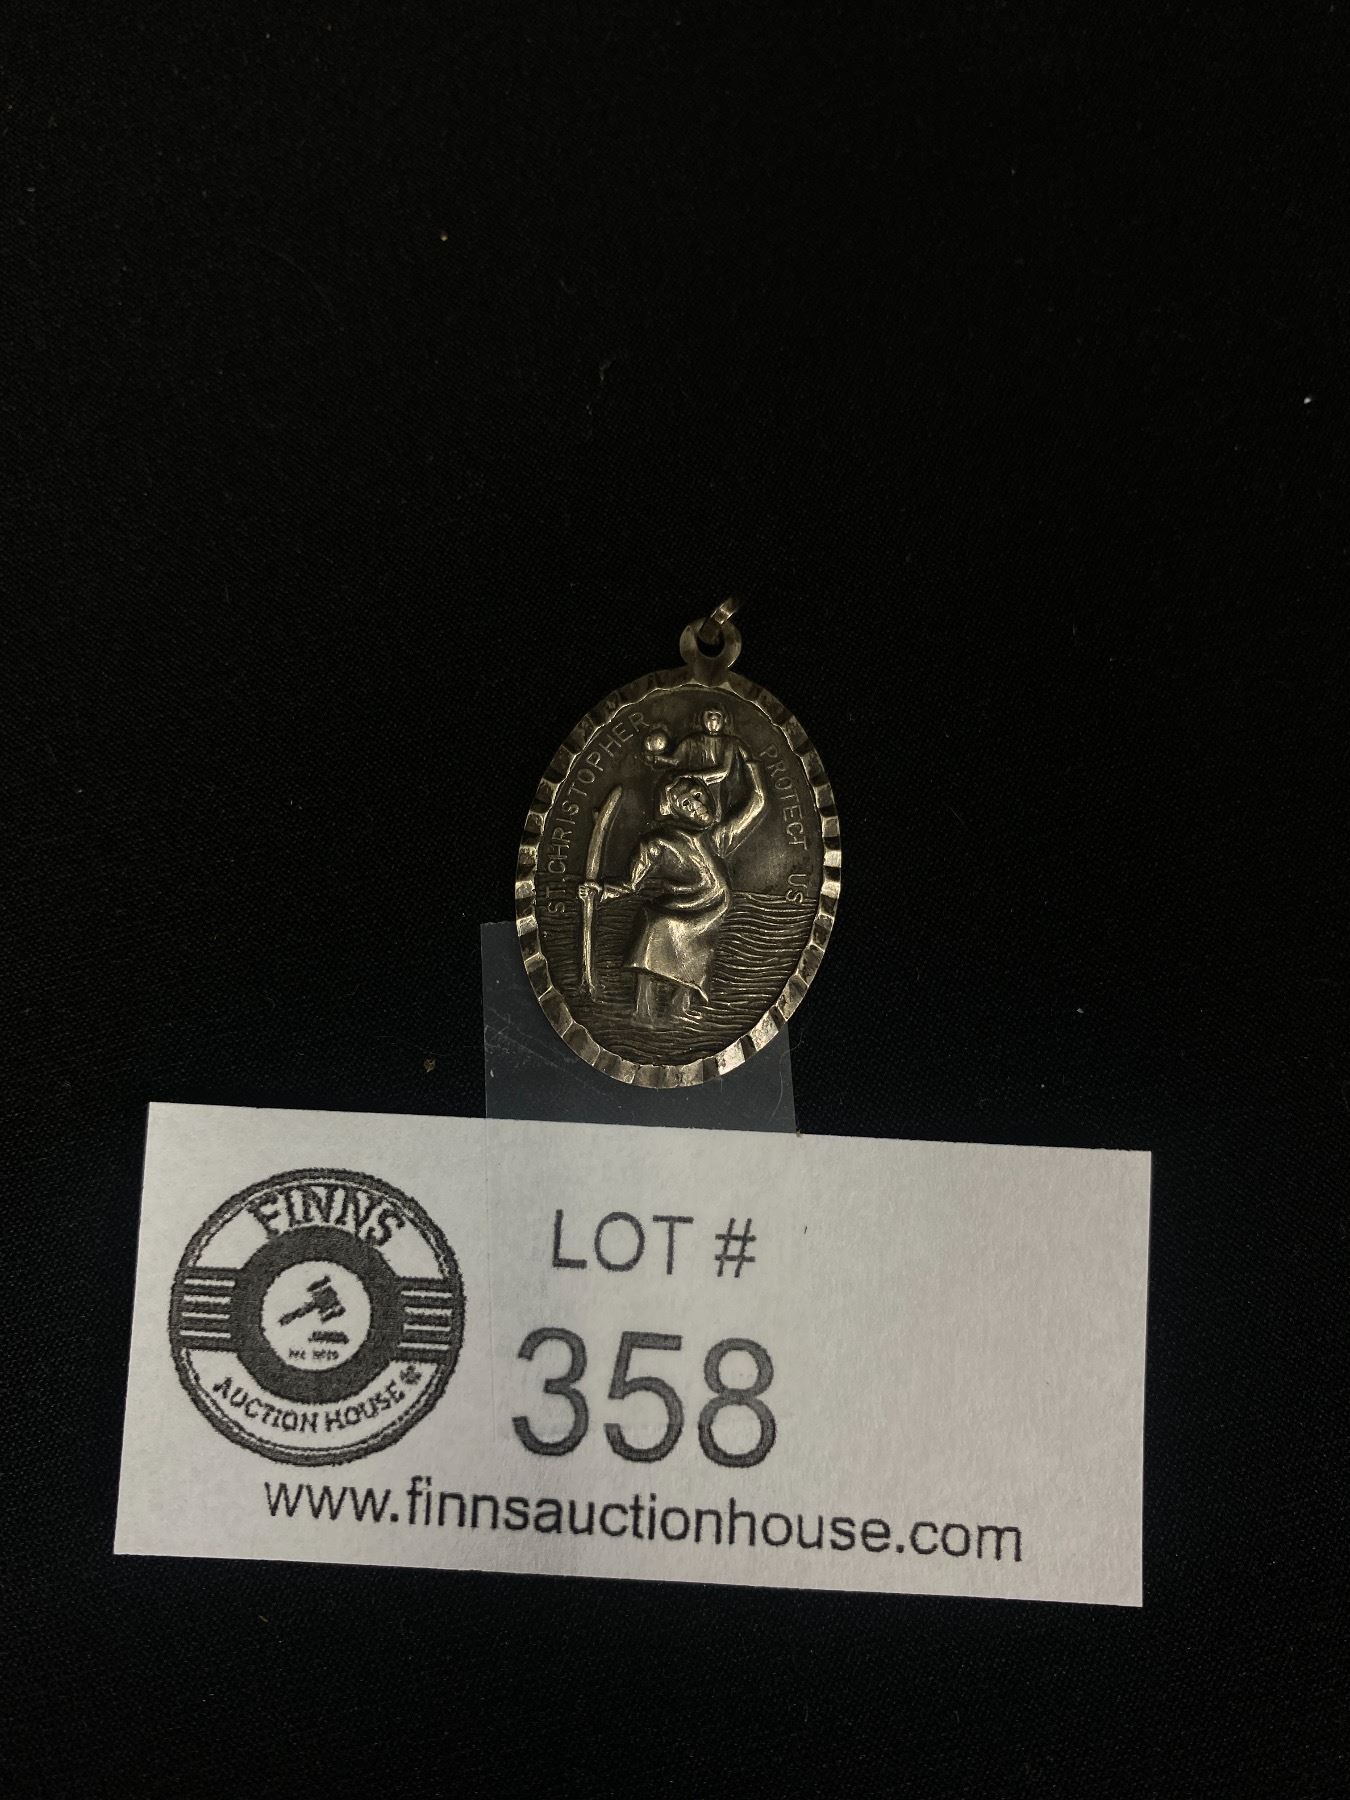 ST. CHRISTOPHER PROTECT US
FINNS
AUCTION HOUSE
LOT #
358
www.finnsauctionhouse.com